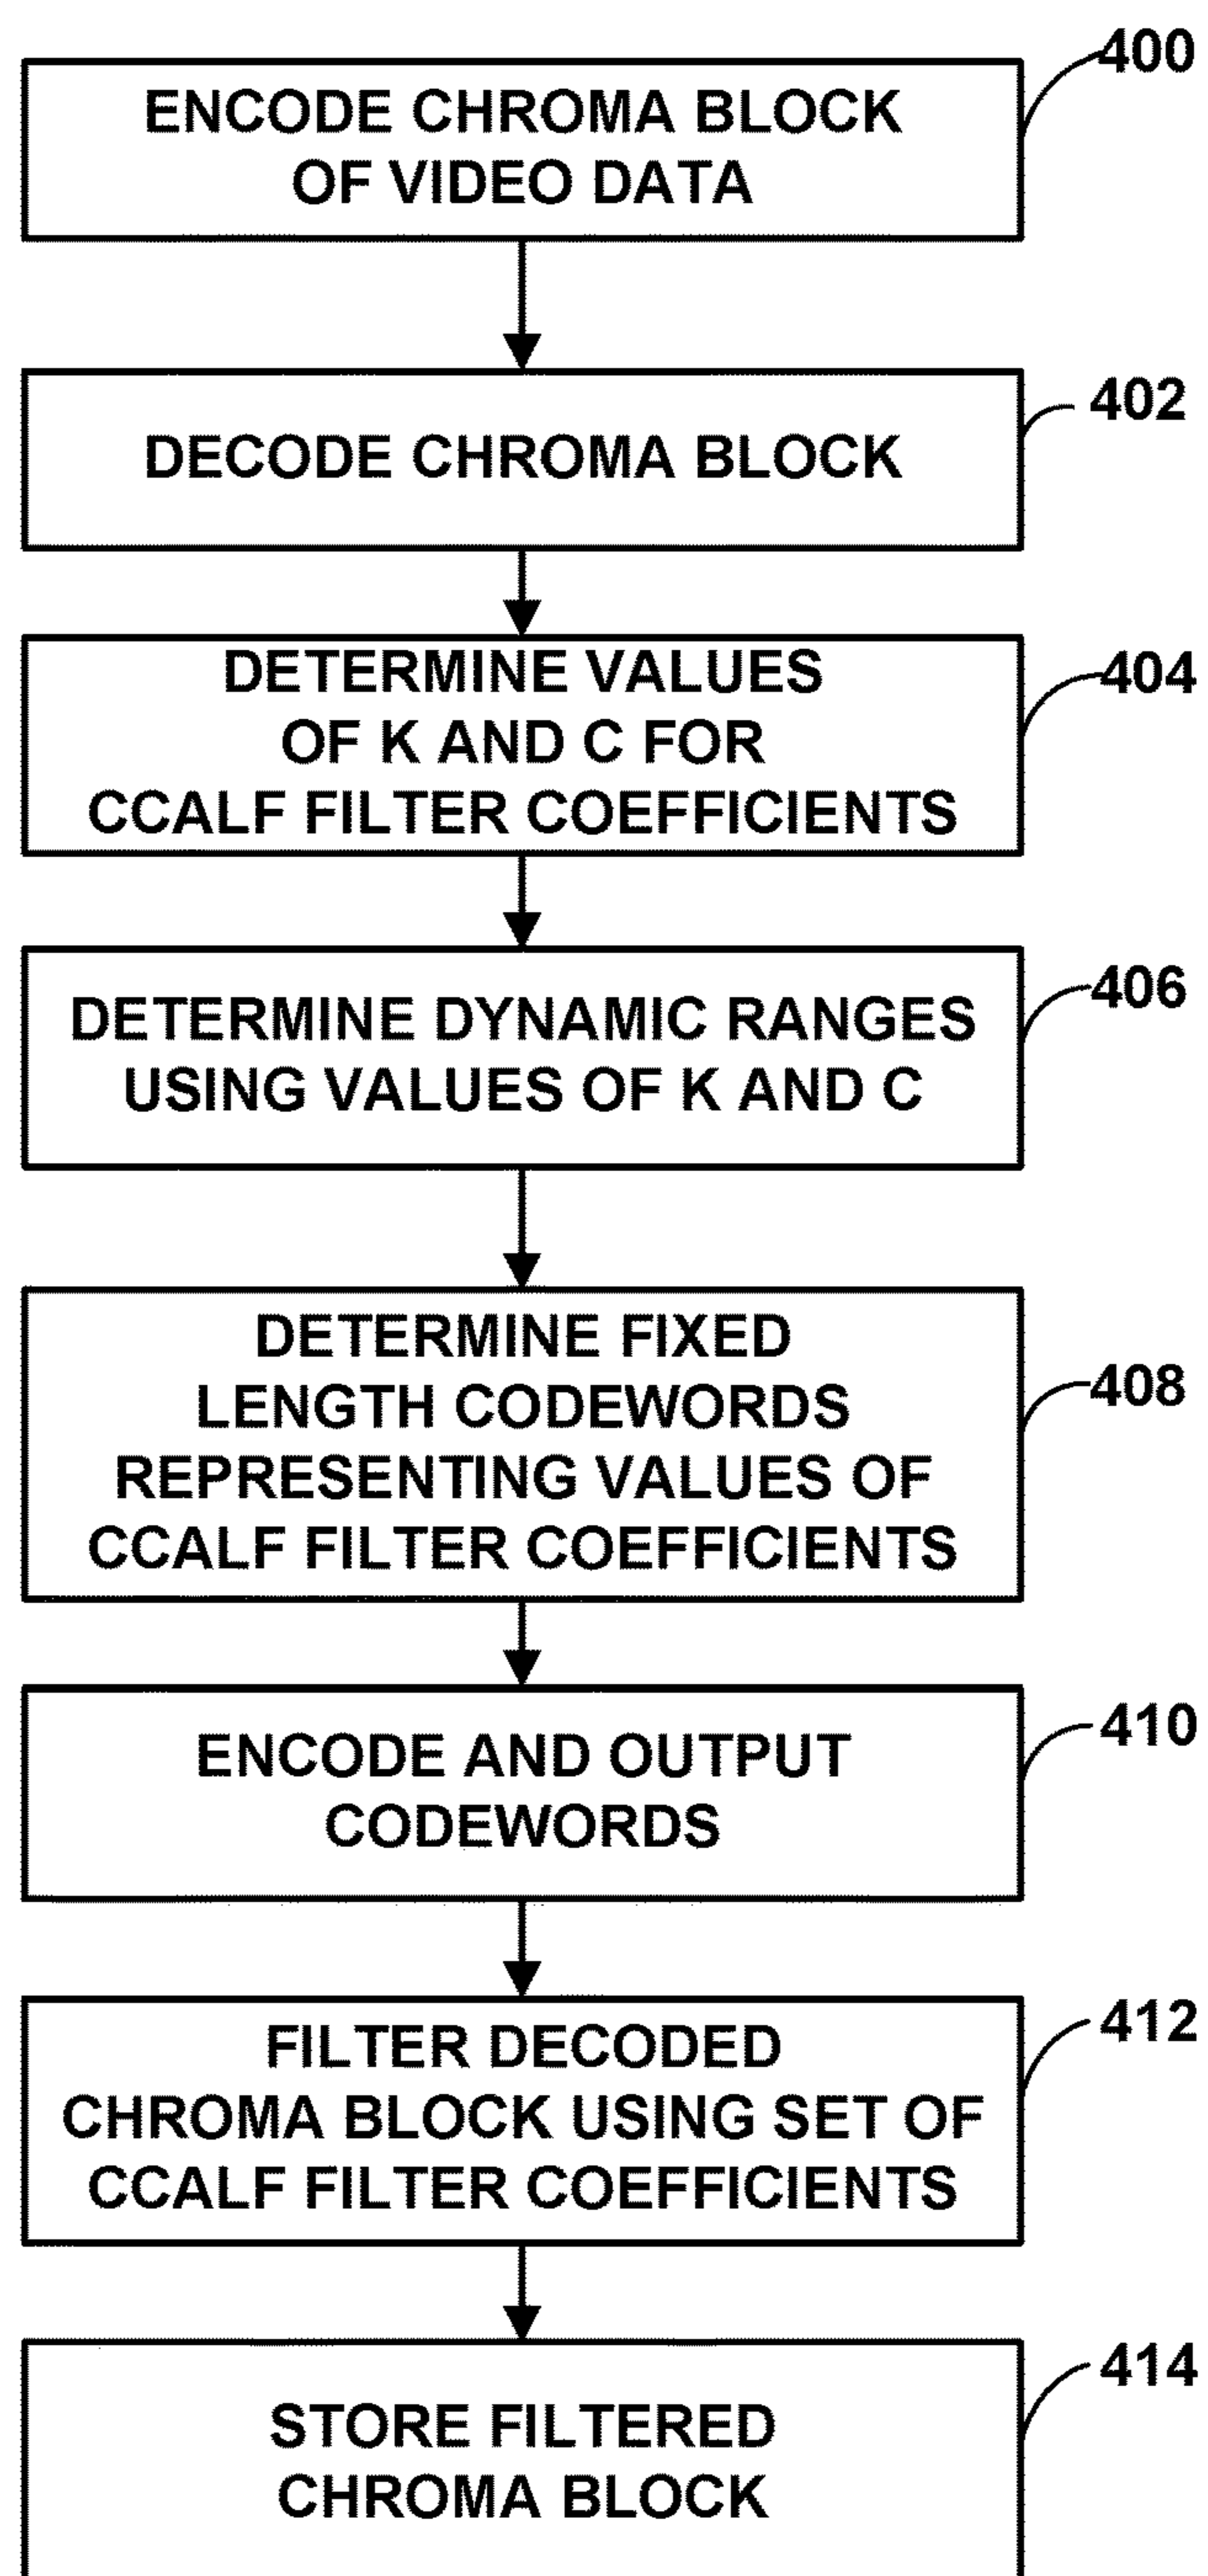 400
ENCODE CHROMA BLOCK
OF VIDEO DATA
402
DECODE CHROMA BLOCK
404
DETERMINE VALUES
OF K AND C FOR
CCALF FILTER COEFFICIENTS
406
DETERMINE DYNAMIC RANGES
USING VALUES OF K AND C
408
DETERMINE FIXED
LENGTH CODEWORDS
REPRESENTING VALUES OF
CCALF FILTER COEFFICIENTS
410
ENCODE AND OUTPUT
CODEWORDS
412
FILTER DECODED
CHROMA BLOCK USING SET OF
CCALF FILTER COEFFICIENTS
414
STORE FILTERED
CHROMA BLOCK